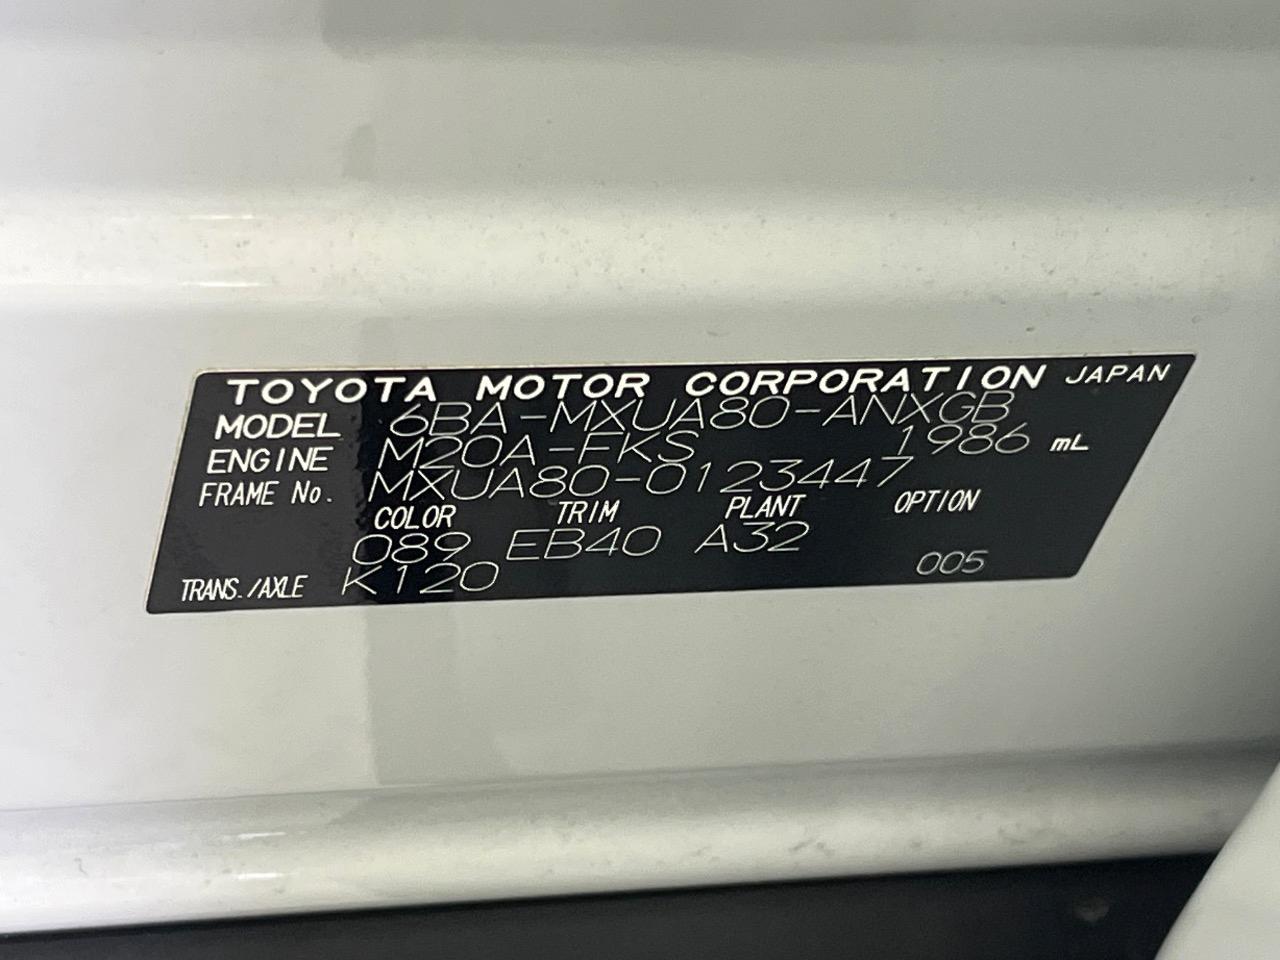 TOYOTA MOTOR CORPORATION JAPAN
MODEL 6BA-MXUA80-ANXGB
ENGINE M20A-FKS 1986 mL
FRAME No. MXUA80-0123447
COLOR TRIM PLANT OPTION
089 EB40 A32
TRANS./AXLE K120 005